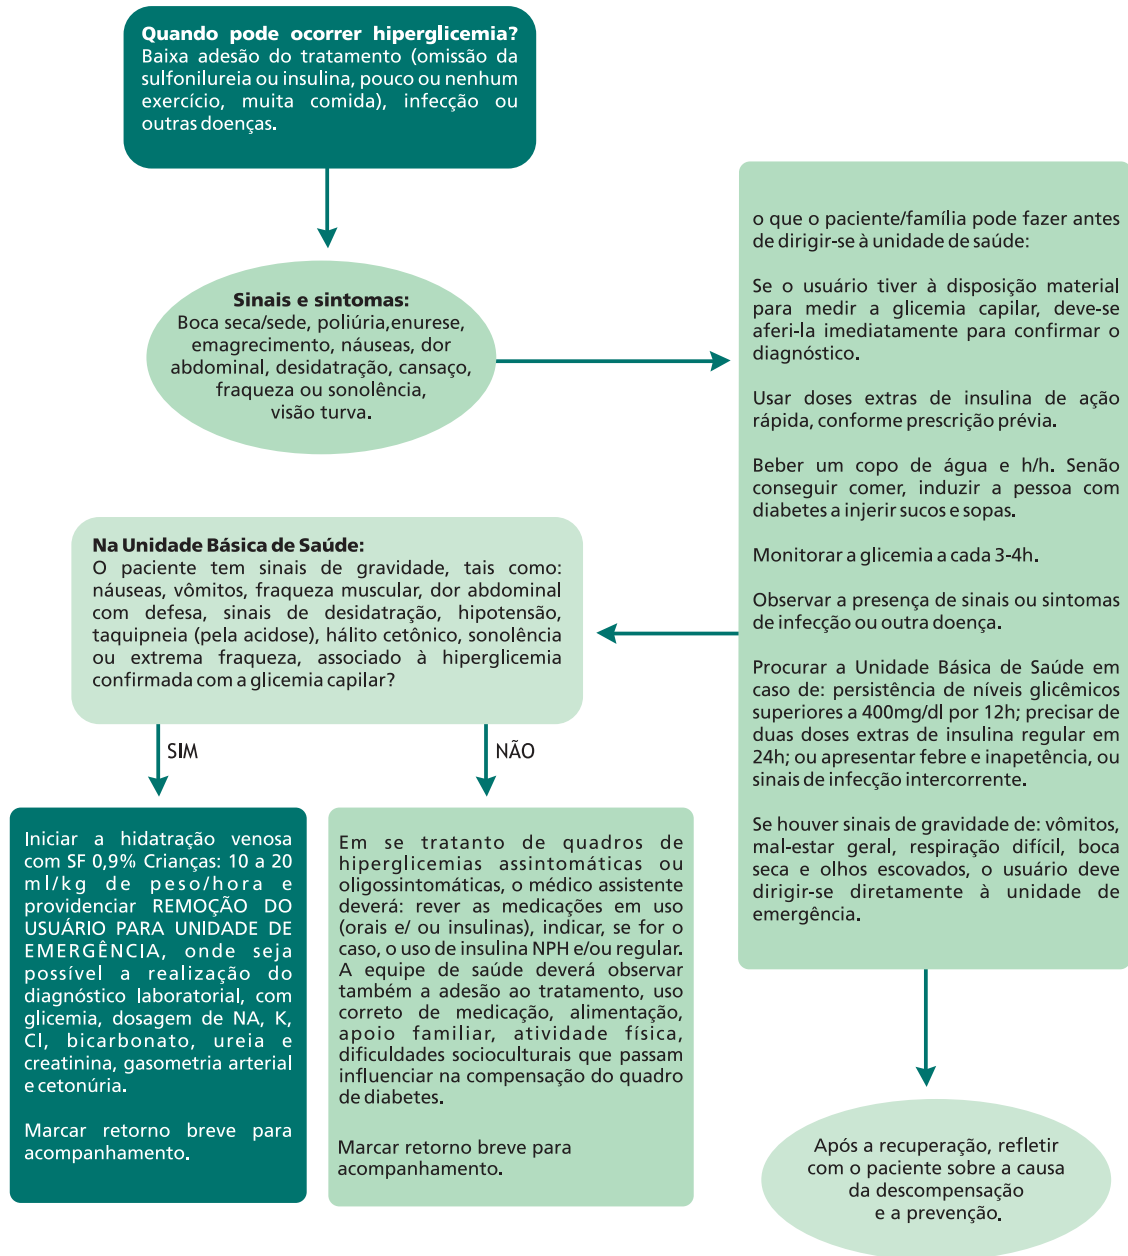 Quando pode ocorrer hiperglicemia?
Baixa adesão do tratamento (omissão da
sulfonilureia ou insulina, pouco ou nenhum
exercício, muita comida), infecção ou
outras doenças.
Sinais e sintomas:
Boca seca/sede, poliúria,enurese,
emagrecimento, náuseas, dor
abdominal, desidratação, cansaço,
fraqueza ou sonolência,
visão turva.
o que o paciente/família pode fazer antes
de dirigir-se à unidade de saúde:
Se o usuário tiver à disposição material
para medir a glicemia capilar, deve-se
aferi-la imediatamente para confirmar o
diagnóstico.
Usar doses extras de insulina de ação
rápida, conforme prescrição prévia.
Beber um copo de água e h/h. Senão
conseguir comer, induzir a pessoa com
diabetes a injerir sucos e sopas.
Monitorar a glicemia a cada 3-4h.
Observar a presença de sinais ou sintomas
de infecção ou outra doença.
Procurar a Unidade Básica de Saúde em
caso de: persistência de níveis glicêmicos
superiores a 400mg/dl por 12h; precisar de
duas doses extras de insulina regular em
24h; ou apresentar febre e inapetência, ou
sinais de infecção intercorrente.
Se houver sinais de gravidade de: vômitos,
mal-estar geral, respiração difícil, boca
seca e olhos escovados, o usuário deve
dirigir-se diretamente à unidade de
emergência.
Na Unidade Básica de Saúde:
O paciente tem sinais de gravidade, tais como:
náuseas, vômitos, fraqueza muscular, dor abdominal
com defesa, sinais de desidratação, hipotensão,
taquipneia (pela acidose), hálito cetônico, sonolência
ou extrema fraqueza, associado à hiperglicemia
confirmada com a glicemia capilar?
SIM
NÃO
Iniciar a hidratação venosa
com SF 0,9% Crianças: 10 a 20
ml/kg de peso/hora e
providenciar REMOÇÃO DO
USUÁRIO PARA UNIDADE DE
EMERGÊNCIA, onde seja
possível a realização do
diagnóstico laboratorial, com
glicemia, dosagem de NA, K,
Cl, bicarbonato, ureia e
creatinina, gasometria arterial
e cetonúria.
Marcar retorno breve para
acompanhamento.
Em se tratanto de quadros de
hiperglicemias assintomáticas ou
oligossintomáticas, o médico assistente
deverá: rever as medicações em uso
(orais e/ ou insulinas), indicar, se for o
caso, o uso de insulina NPH e/ou regular.
A equipe de saúde deverá observar
também a adesão ao tratamento, uso
correto de medicação, alimentação,
apoio familiar, atividade física,
dificuldades socioculturais que passam
influenciar na compensação do quadro
de diabetes.
Marcar retorno breve para
acompanhamento.
Após a recuperação, refletir
com o paciente sobre a causa
da descompensação
e a prevenção.